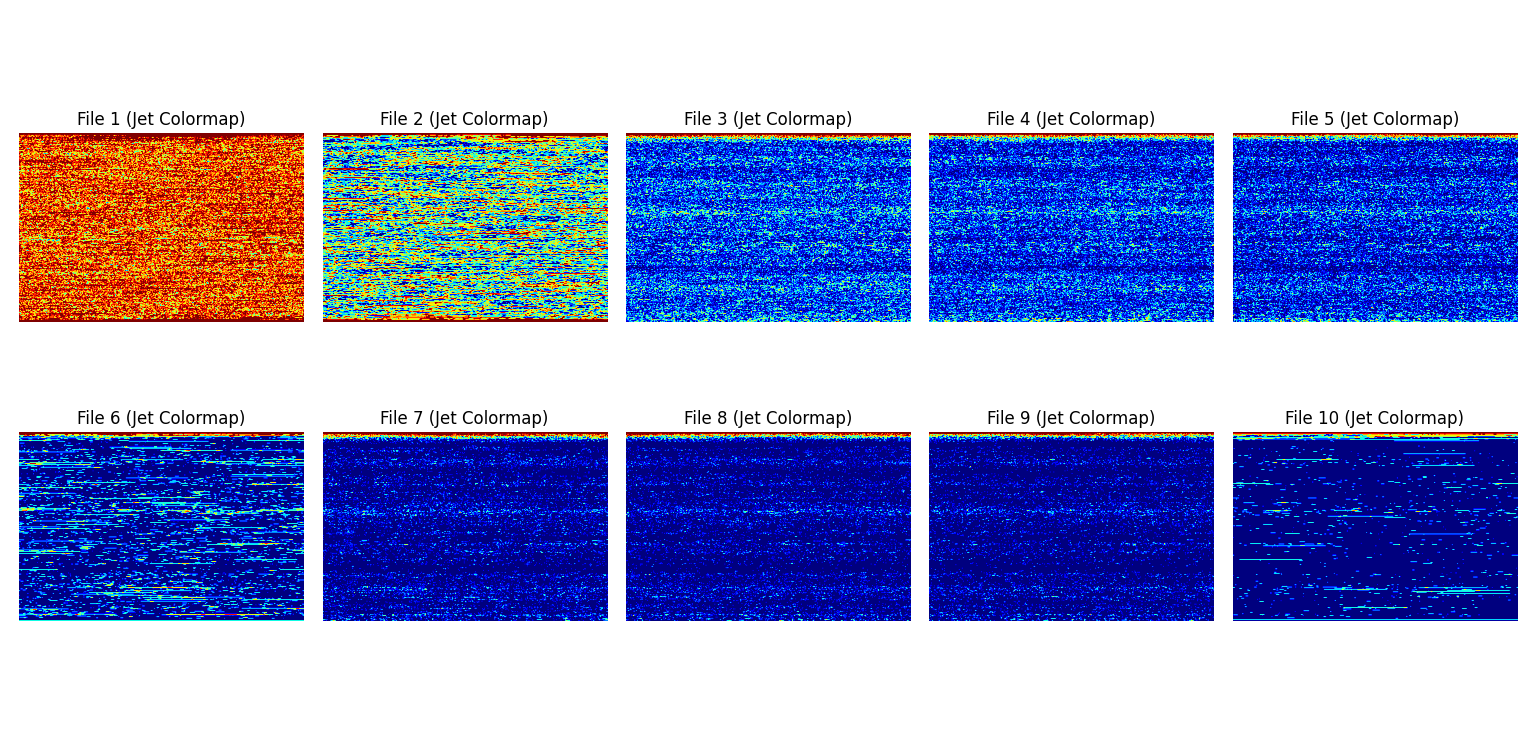 File 1 (Jet Colormap)
File 2 (Jet Colormap)
File 3 (Jet Colormap)
File 4 (Jet Colormap)
File 5 (Jet Colormap)
File 6 (Jet Colormap)
File 7 (Jet Colormap)
File 8 (Jet Colormap)
File 9 (Jet Colormap)
File 10 (Jet Colormap)